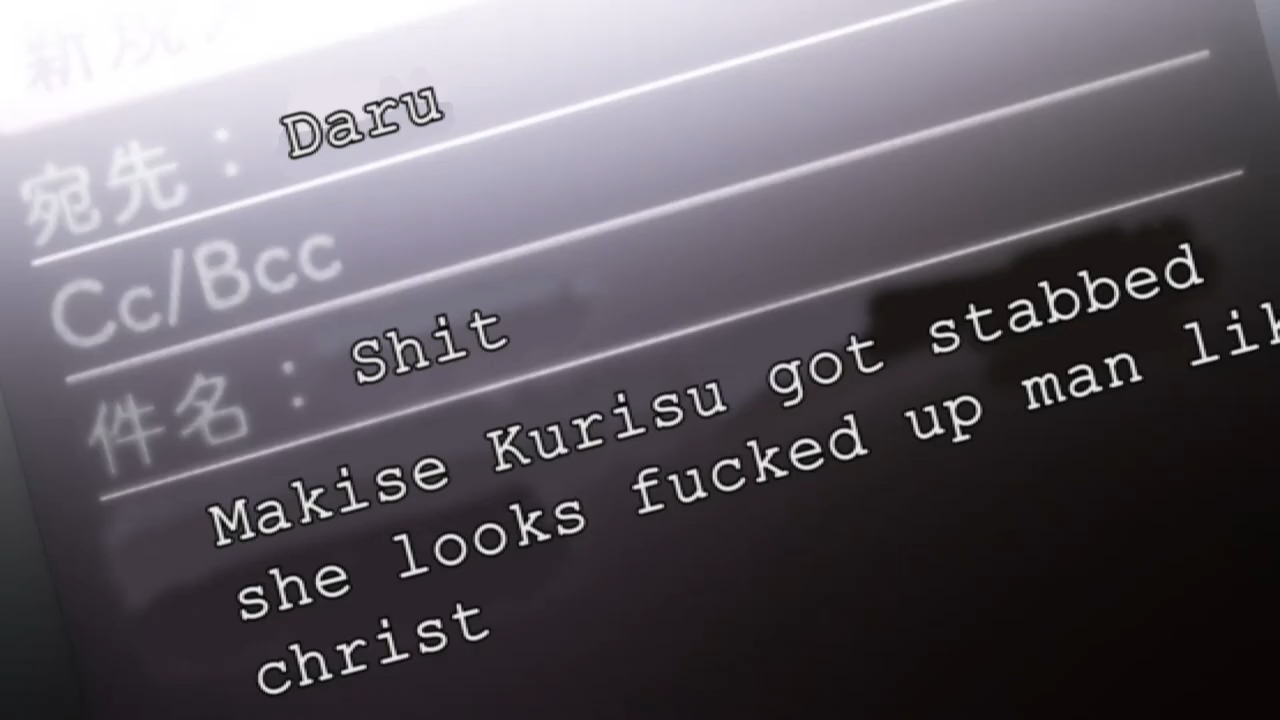 宛先： Daru
Cc/Bcc
件名： Shit
Makise Kurisu got stabbed
she looks fucked up man
christ